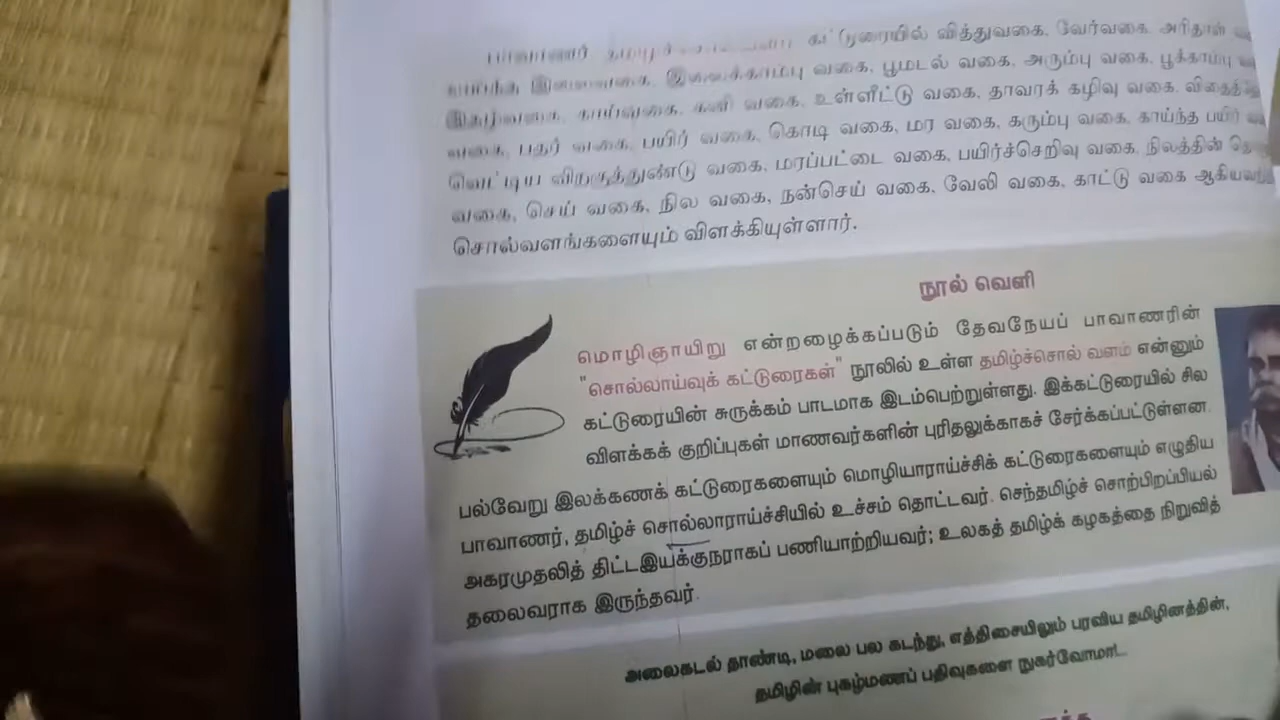 கட்டுரையில் வித்துவகை, வேர்வகை, அரிதாள்
வகை, இலைக்காம்பு வகை, பூமடல் வகை, அரும்பு வகை, பூக்காம்பு
இதழ்வகை, காய்வகை, கனி வகை, உள்ளீட்டு வகை, தாவரக் கழிவு வகை,
வகை, பதர் வகை, பயிர் வகை, கொடி வகை, மர வகை, கரும்பு வகை, காய்ந்த பயிர்
வெட்டிய விறகுத்துண்டு வகை, மரப்பட்டை வகை, பயிர்ச்செறிவு வகை, நிலத்தின்
வகை, செய் வகை, நில வகை, நன்செய் வகை, வேலி வகை, காட்டு வகை
சொல்வளங்களையும் விளக்கியுள்ளார்.
நூல் வெளி
மொழிஞாயிறு என்றழைக்கப்படும் தேவநேயப் பாவாணரின்
"சொல்லாய்வுக் கட்டுரைகள்" நூலில் உள்ள தமிழ்ச்சொல் வளம் என்னும்
கட்டுரையின் சுருக்கம் பாடமாக இடம்பெற்றுள்ளது. இக்கட்டுரையில் சில
விளக்கக் குறிப்புகள் மாணவர்களின் புரிதலுக்காகச் சேர்க்கப்பட்டுள்ளன.
பல்வேறு இலக்கணக் கட்டுரைகளையும் மொழியாராய்ச்சிக் கட்டுரைகளையும் எழுதிய
பாவாணர், தமிழ்ச் சொல்லாராய்ச்சியில் உச்சம் தொட்டவர். செந்தமிழ்ச் சொற்பிறப்பியல்
அகரமுதலித் திட்டஇயக்குநராகப் பணியாற்றியவர்; உலகத் தமிழ்க் கழகத்தை நிறுவித்
தலைவராக இருந்தவர்.
அலைகடல் தாண்டி, மலை பல கடந்து, எத்திசையிலும் பரவிய தமிழினத்தின்,
தமிழின் புகழ்மணப் பதிவுகளை நுகர்வோமா!...